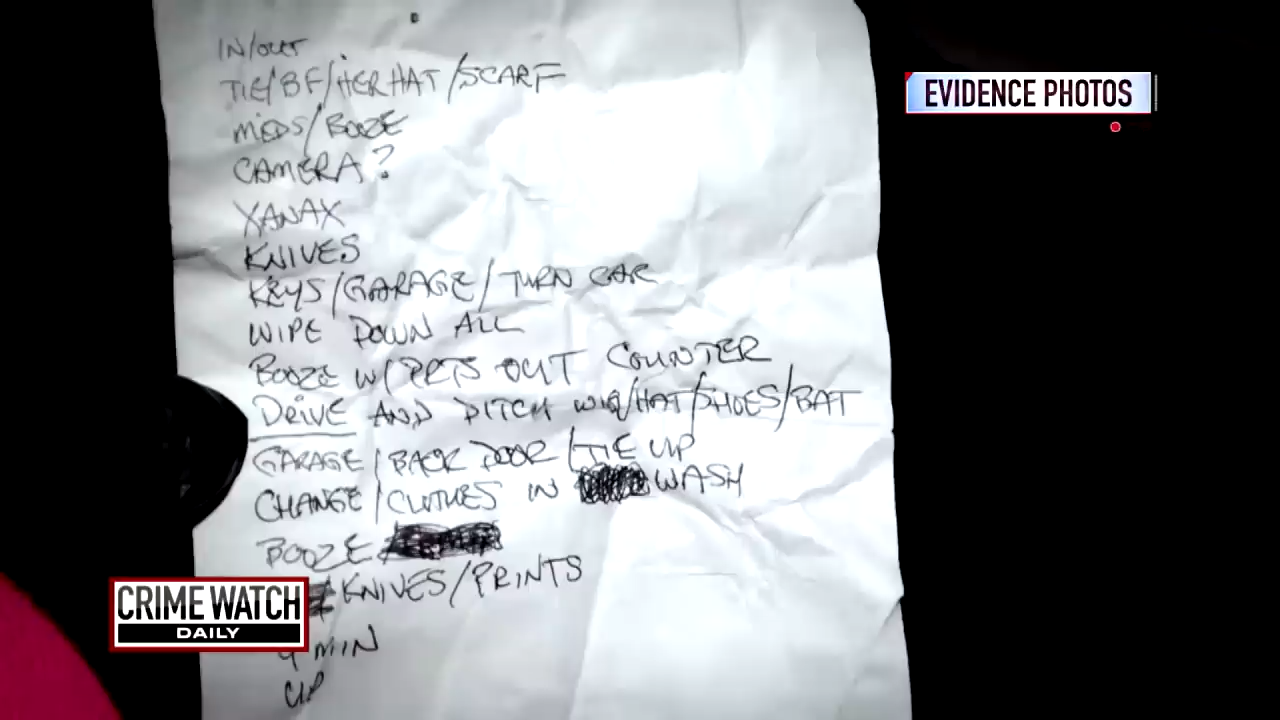 IN/OUT
TIE/BF/HER HAT/SCARF
MEDS/BOOZE
CAMERA?
XANAX
KNIVES
KEYS/GARAGE/TURN CAR
WIPE DOWN ALL
BOOZE W/ OUT COUNTER
DRIVE AND DITCH WIG/HAT/SHOES/BAT
GARAGE/BACK DOOR/TIE UP
CHANGE/CLOTHES IN WASH
BOOZE
KNIVES/PRINTS
MIN
UP
EVIDENCE PHOTOS
CRIME WATCH
DAILY